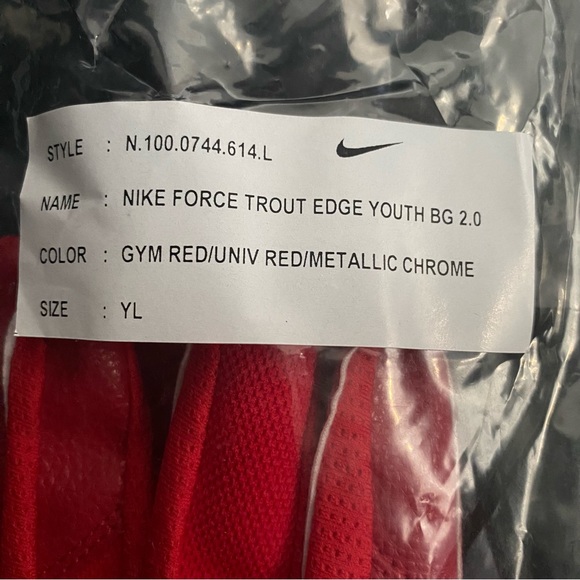 STYLE : N.100.0744.614.L
NAME : NIKE FORCE TROUT EDGE YOUTH BG 2.0
COLOR : GYM RED/UNIV RED/METALLIC CHROME
SIZE : YL